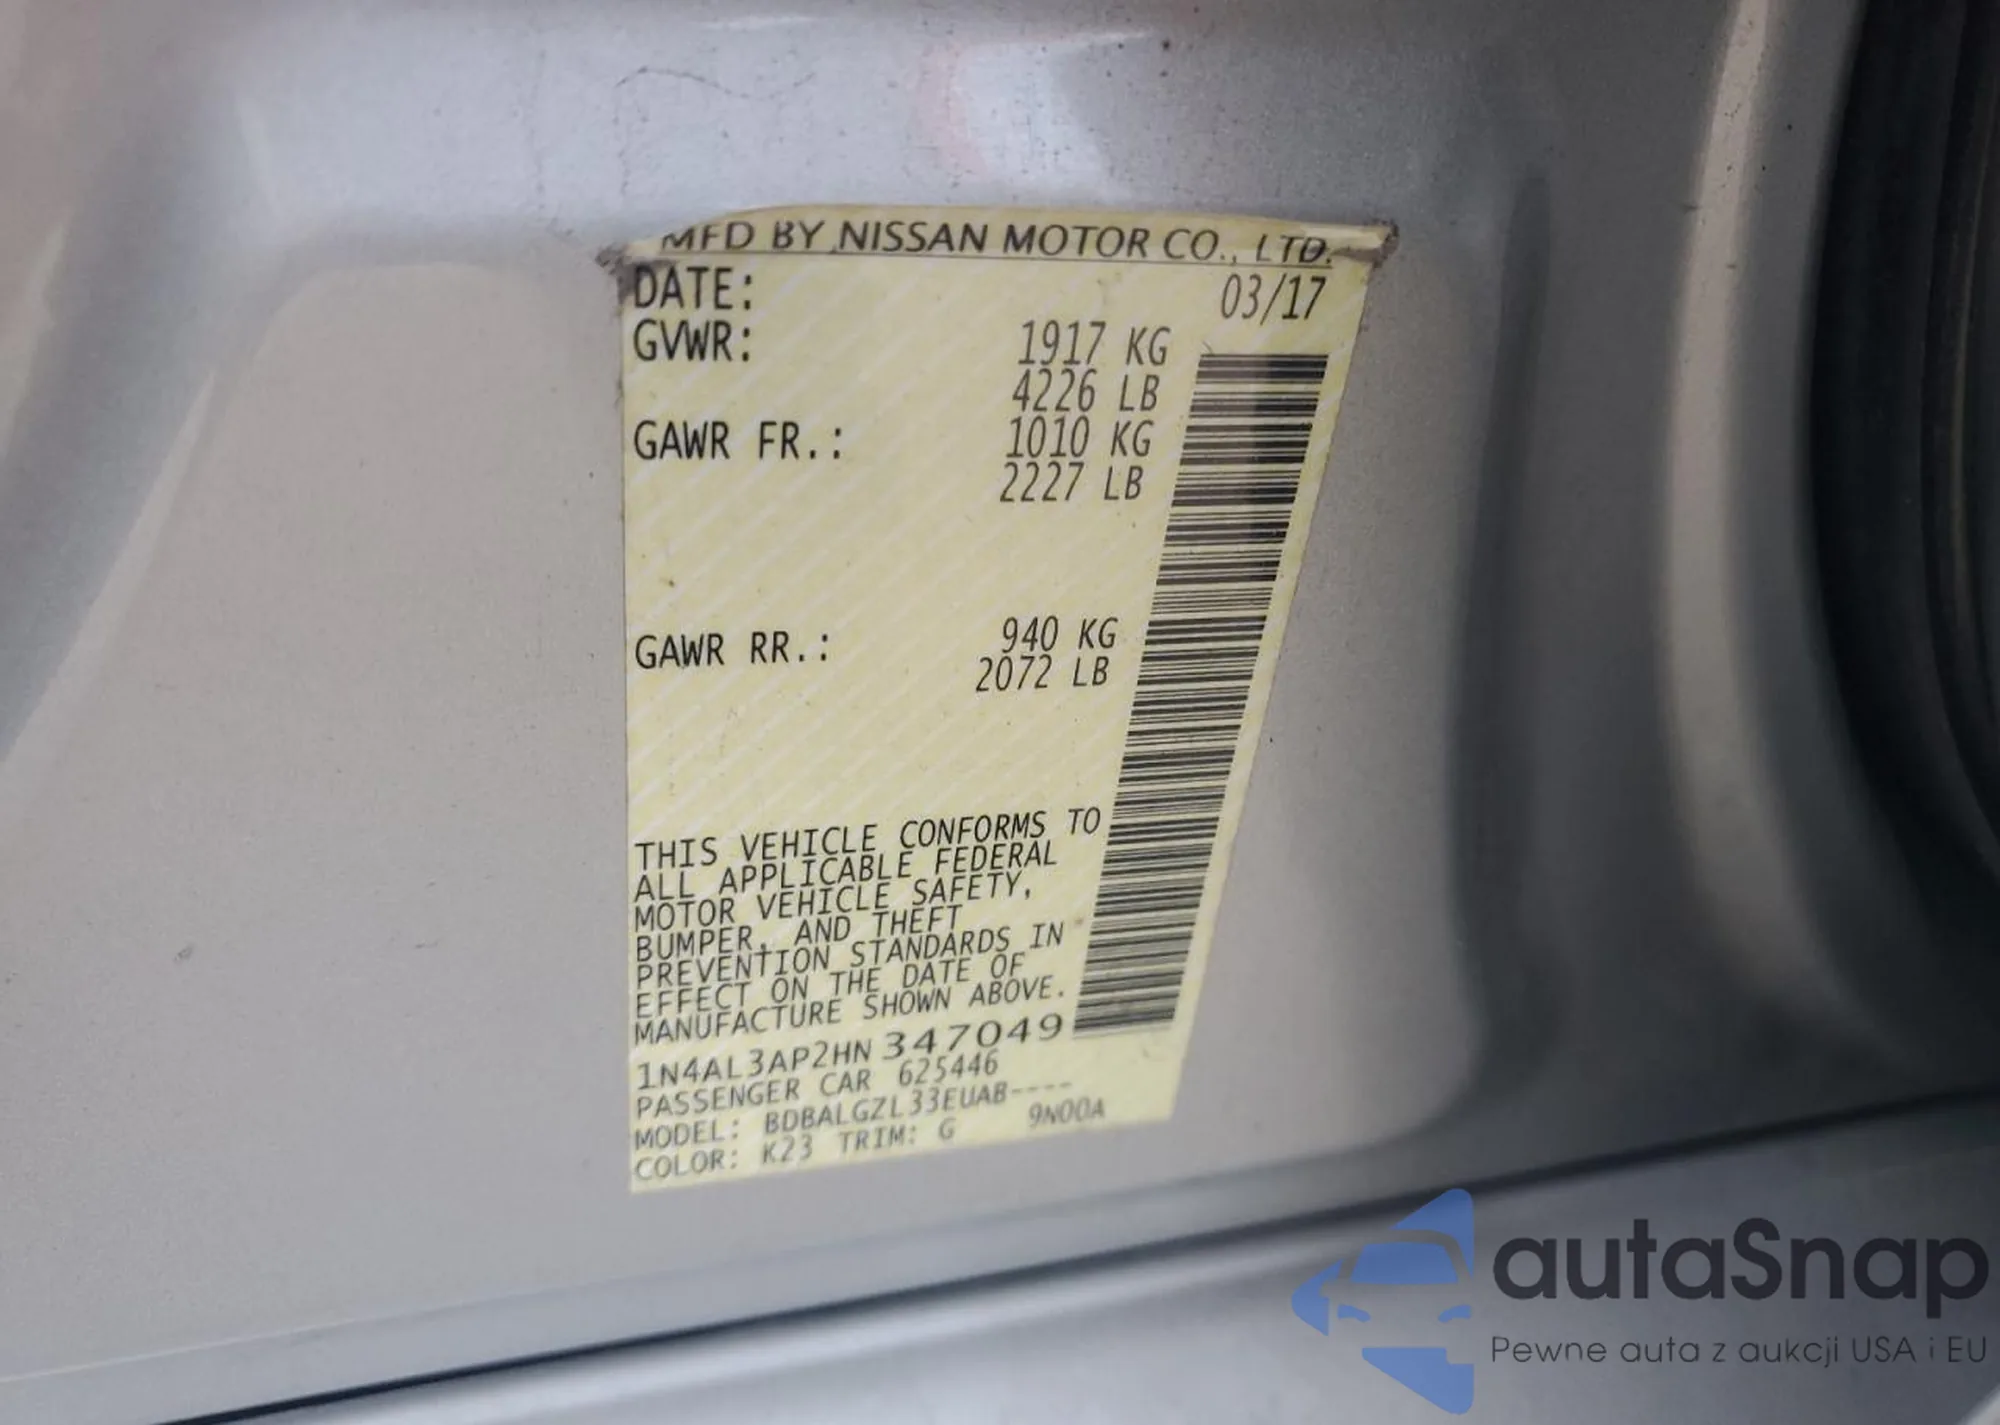 MFD BY NISSAN MOTOR CO., LTD.
DATE: 03/17
GVWR: 1917 KG
4226 LB
GAWR FR.: 1010 KG
2227 LB
GAWR RR.: 940 KG
2072 LB
THIS VEHICLE CONFORMS TO
ALL APPLICABLE FEDERAL
MOTOR VEHICLE SAFETY,
BUMPER, AND THEFT
PREVENTION STANDARDS IN
EFFECT ON THE DATE OF
MANUFACTURE SHOWN ABOVE.
1N4AL3AP2HN 347049
PASSENGER CAR 625446
MODEL: BDBALGZL33EUAB----
COLOR: K23 TRIM: G 9N00A
autaSnap
Pewne auta z aukcji USA i EU